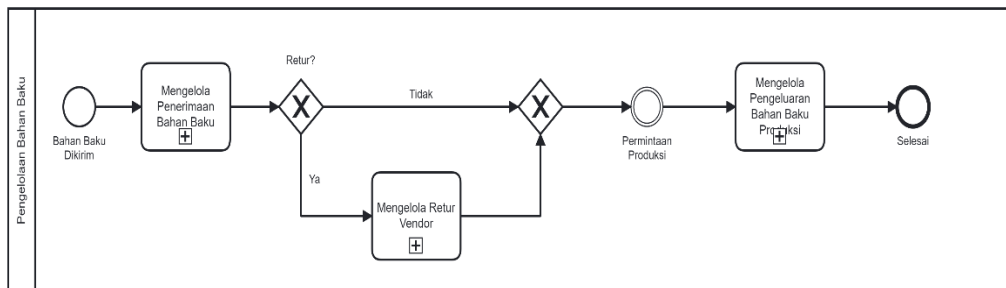 Pengelolaan Bahan Baku
Bahan Baku
Dikirim
Mengelola
Penerimaan
Bahan Baku
Retur?
Tidak
Ya
Mengelola Retur
Vendor
Permintaan
Produksi
Mengelola
Pengeluaran
Bahan Baku
Produksi
Selesai